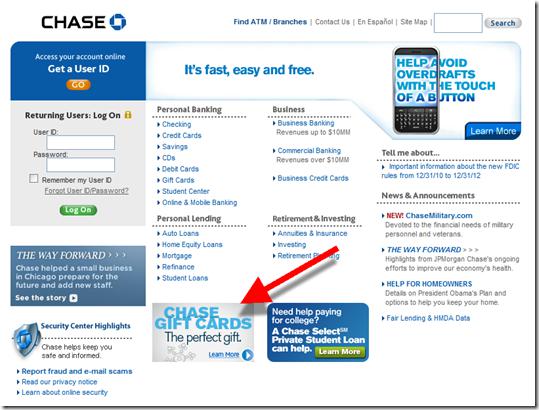 CHASE
Find ATM / Branches | Contact Us | En Español | Site Map |
Search
Access your account online
Get a User ID
GO
It's fast, easy and free.
HELP AVOID
OVERDRAFTS
WITH THE TOUCH
OF A BUTTON
Learn More
Returning Users: Log On
User ID:
Password:
Remember my User ID
Forgot User ID/Password?
Log On
Personal Banking
Checking
Credit Cards
Savings
CDs
Debit Cards
Gift Cards
Student Center
Online & Mobile Banking
Business
Business Banking
Revenues up to $10MM
Commercial Banking
Revenues over $10MM
Business Credit Cards
Personal Lending
Auto Loans
Home Equity Loans
Mortgage
Refinance
Student Loans
Retirement & Investing
Annuities & Insurance
Investing
Retirement
Tell me about...
Important information about the new FDIC
rules from 12/31/10 to 12/31/12
News & Announcements
NEW! ChaseMilitary.com
Devoted to the financial needs of military
personnel and veterans.
THE WAY FORWARD > > >
Highlights from JPMorgan Chase's ongoing
efforts to improve our economy's health.
HELP FOR HOMEOWNERS
Details on President Obama's Plan and
options to help you keep your home.
Fair Lending & HMDA Data
THE WAY FORWARD > > >
Chase helped a small business
in Chicago prepare for the
future and add new staff.
See the story
Security Center Highlights
Chase helps keep you
safe and informed.
Report fraud and e-mail scams
Read our privacy notice
Learn about online security
CHASE
GIFT CARDS
The perfect gift.
Learn More
Need help paying
for college?
A Chase Select℠
Private Student Loan
can help.
Learn More